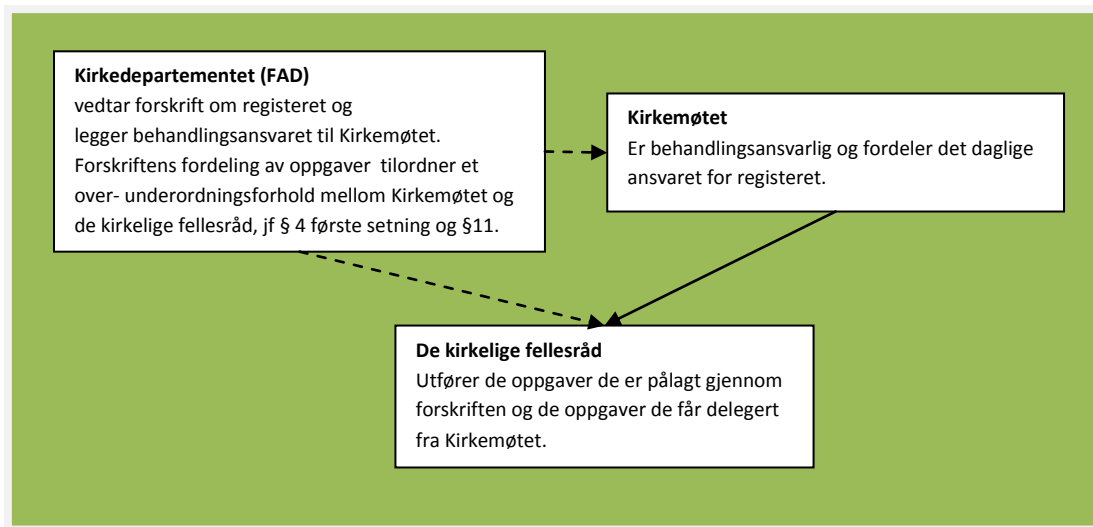 Kirkedepartementet (FAD)
vedtar forskrift om registeret og
legger behandlingsansvaret til Kirkemøtet.
Forskriftens fordeling av oppgaver  tilordner et
over- underordningsforhold mellom Kirkemøtet og
de kirkelige fellesråd, jf § 4 første setning og §11.
Kirkemøtet
Er behandlingsansvarlig og fordeler det daglige
ansvaret for registeret.
De kirkelige fellesråd
Utfører de oppgaver de er pålagt gjennom
forskriften og de oppgaver de får delegert
fra Kirkemøtet.